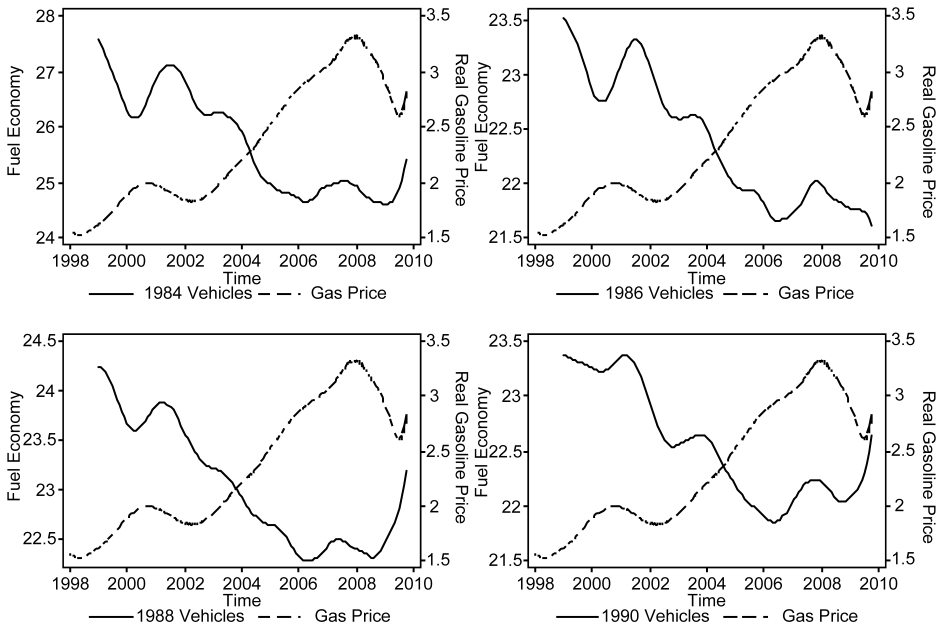 28
27
26
25
24
3.5
3
2.5
2
1.5
Fuel Economy
Real Gasoline Price
1998 2000 2002 2004 2006 2008 2010
Time
1984 Vehicles Gas Price
23.5
23
22.5
22
21.5
3.5
3
2.5
2
1.5
Fuel Economy
Real Gasoline Price
1998 2000 2002 2004 2006 2008 2010
Time
1986 Vehicles Gas Price
24.5
24
23.5
23
22.5
3.5
3
2.5
2
1.5
Fuel Economy
Real Gasoline Price
1998 2000 2002 2004 2006 2008 2010
Time
1988 Vehicles Gas Price
23.5
23
22.5
22
21.5
3.5
3
2.5
2
1.5
Fuel Economy
Real Gasoline Price
1998 2000 2002 2004 2006 2008 2010
Time
1990 Vehicles Gas Price